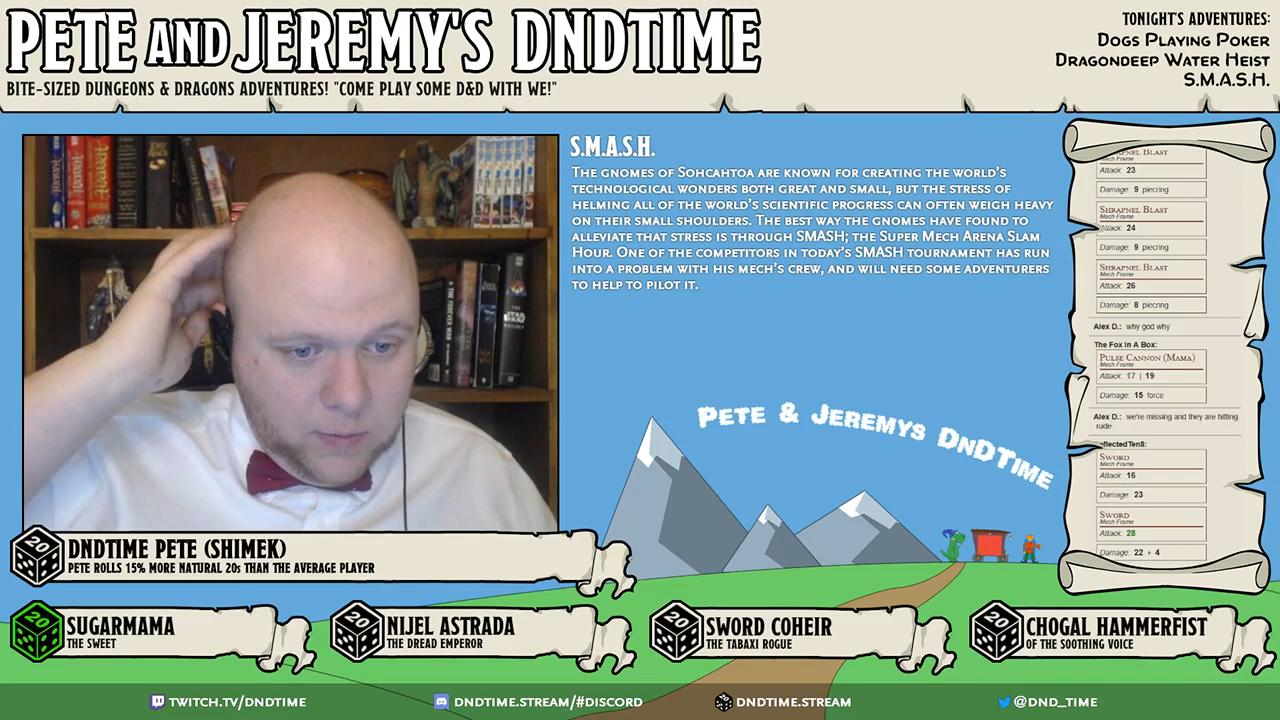 PETE AND JEREMY'S DNDTIME
BITE-SIZED DUNGEONS & DRAGONS ADVENTURES! "COME PLAY SOME D&D WITH WE!"
TONIGHT'S ADVENTURES:
DOGS PLAYING POKER
DRAGONDEEP WATER HEIST
S.M.A.S.H.
S.M.A.S.H.
THE GNOMES OF SOHCAHTOA ARE KNOWN FOR CREATING THE WORLD'S
TECHNOLOGICAL WONDERS BOTH GREAT AND SMALL, BUT THE STRESS OF
HELMING ALL OF THE WORLD'S SCIENTIFIC PROGRESS CAN OFTEN WEIGH HEAVY
ON THEIR SMALL SHOULDERS. THE BEST WAY THE GNOMES HAVE FOUND TO
ALLEVIATE THAT STRESS IS THROUGH SMASH; THE SUPER MECH ARENA SLAM
HOUR. ONE OF THE COMPETITORS IN TODAY'S SMASH TOURNAMENT HAS RUN
INTO A PROBLEM WITH HIS MECH'S CREW, AND WILL NEED SOME ADVENTURERS
TO HELP TO PILOT IT.
BLAST
Mech Frame
Attack: 23
Damage: 9 piecring
SHRAPNEL BLAST
Mech Frame
Attack: 24
Damage: 9 piecring
SHRAPNEL BLAST
Mech Frame
Attack: 26
Damage: 8 piecring
Alex D.: why god why
The Fox In A Box:
PULSE CANNON (MAMA)
Mech Frame
Attack: 17 | 19
Damage: 15 force
Alex D.: we're missing and they are hitting.
rude
eflectedTen8:
SWORD
Mech Frame
Attack: 16
Damage: 23
SWORD
Mech Frame
Attack: 28
Damage: 22 + 4
PETE & JEREMYS DNDTIME
THE FOREVER WAR
STAR WARS
20
DNDTIME PETE (SHIMEK)
PETE ROLLS 15% MORE NATURAL 20S THAN THE AVERAGE PLAYER
20
SUGARMAMA
THE SWEET
20
NIJEL ASTRADA
THE DREAD EMPEROR
20
SWORD COHEIR
THE TABAXI ROGUE
20
CHOGAL HAMMERFIST
OF THE SOOTHING VOICE
TWITCH.TV/DNDTIME
DNDTIME.STREAM/#DISCORD
DNDTIME.STREAM
@DND_TIME